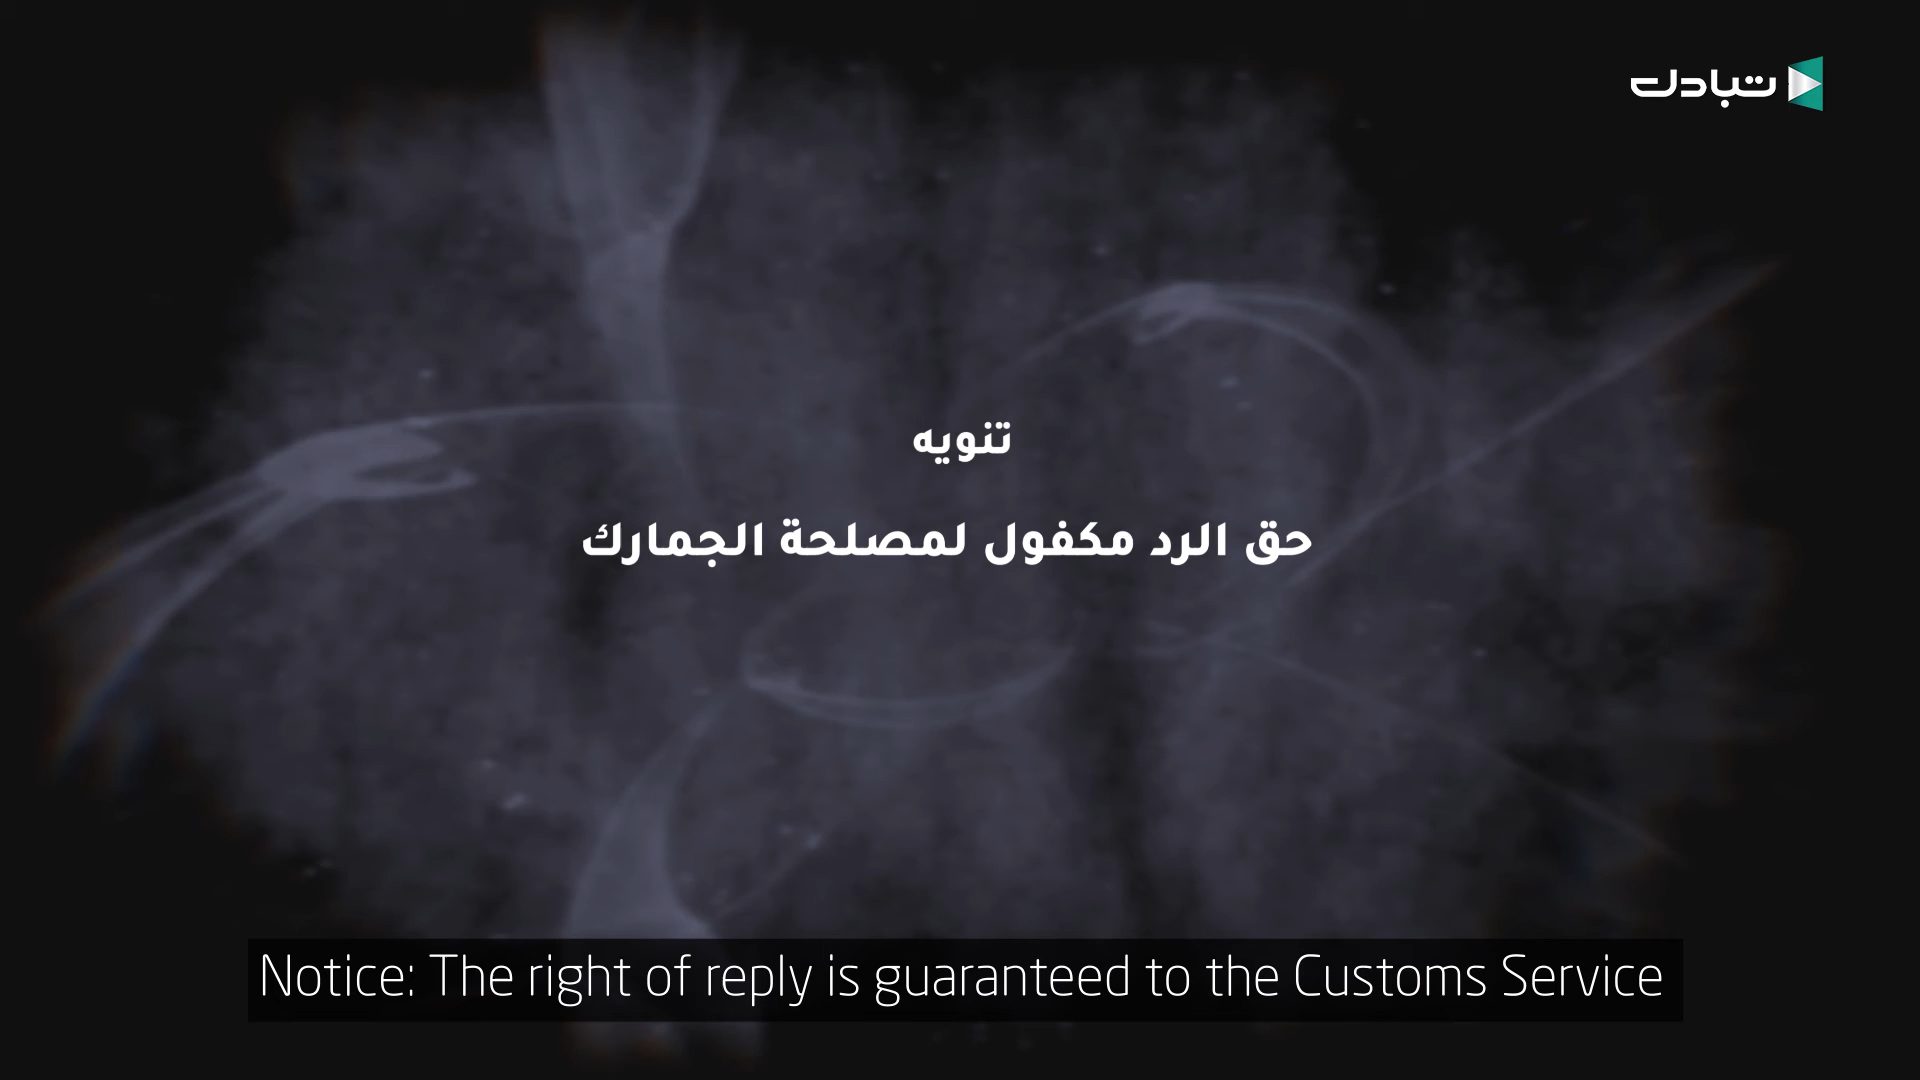 تبادل
تنويه
حق الرد مكفول لمصلحة الجمارك
Notice: The right of reply is guaranteed to the Customs Service